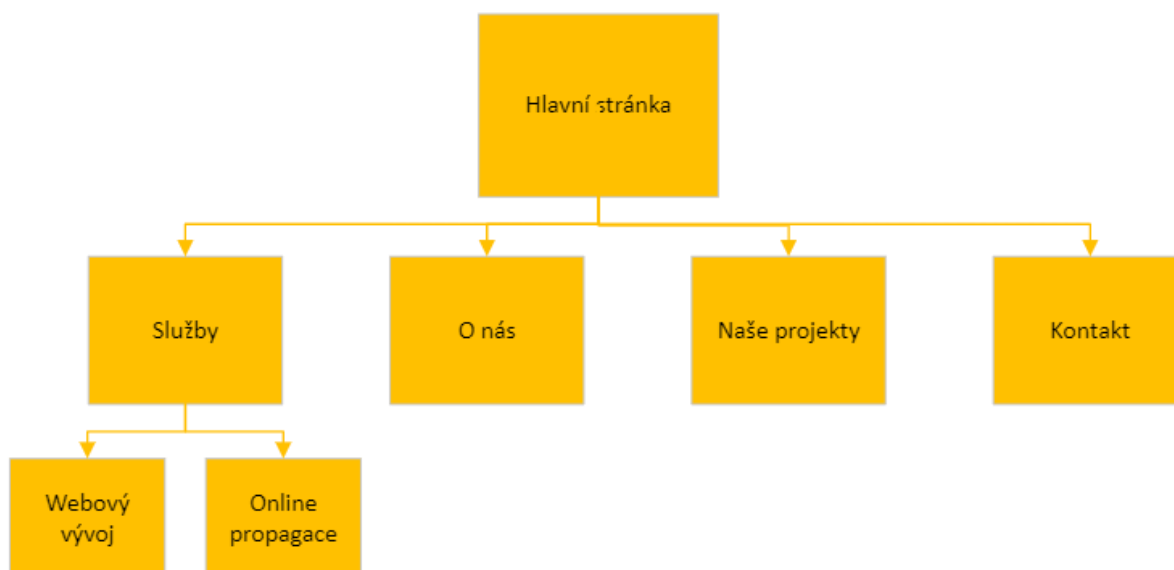 Hlavní stránka
Služby
O nás
Naše projekty
Kontakt
Webový
vývoj
Online
propagace